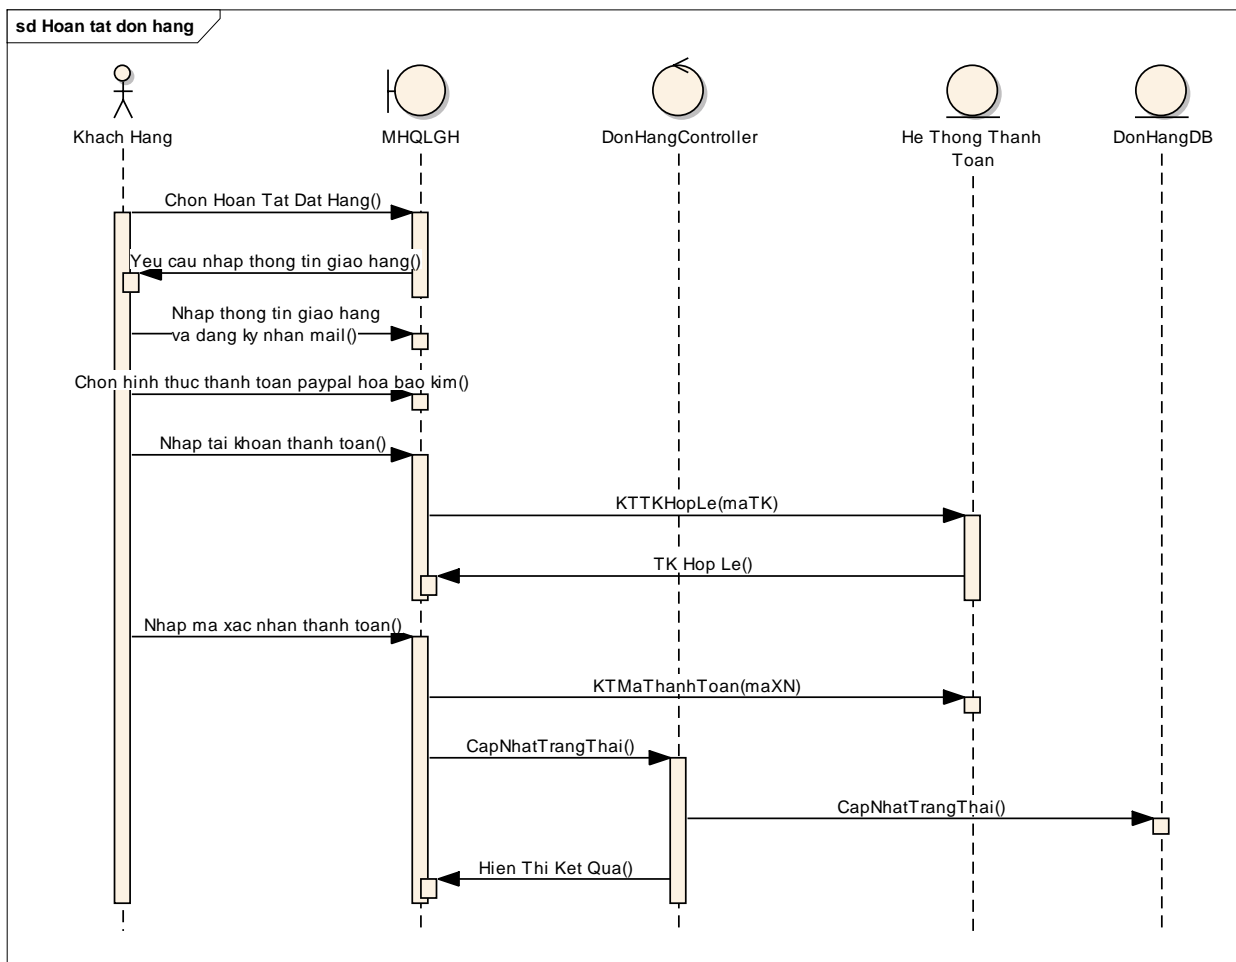 sd Hoan tat don hang
Khach Hang
MHQLGH
DonHangController
He Thong Thanh
Toan
DonHangDB
Chon Hoan Tat Dat Hang()
Yeu cau nhap thong tin giao hang()
Nhap thong tin giao hang
va dang ky nhan mail()
Chon hinh thuc thanh toan paypal hoa bao kim()
Nhap tai khoan thanh toan()
KTTKHopLe(maTK)
TK Hop Le()
Nhap ma xac nhan thanh toan()
KTMaThanhToan(maXN)
CapNhatTrangThai()
CapNhatTrangThai()
Hien Thi Ket Qua()